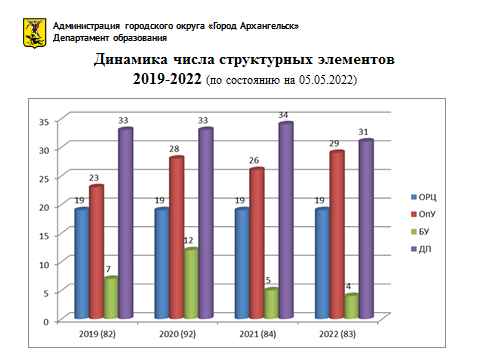 Администрация городского округа «Город Архангельск»
Департамент образования
Динамика числа структурных элементов
2019-2022 (по состоянию на 05.05.2022)
35
30
25
20
15
10
5
0
19 23 7 33
19 28 12 33
19 26 5 34
19 29 4 31
2019 (82) 2020 (92) 2021 (84) 2022 (83)
ОРЦ
ОпУ
БУ
ДП